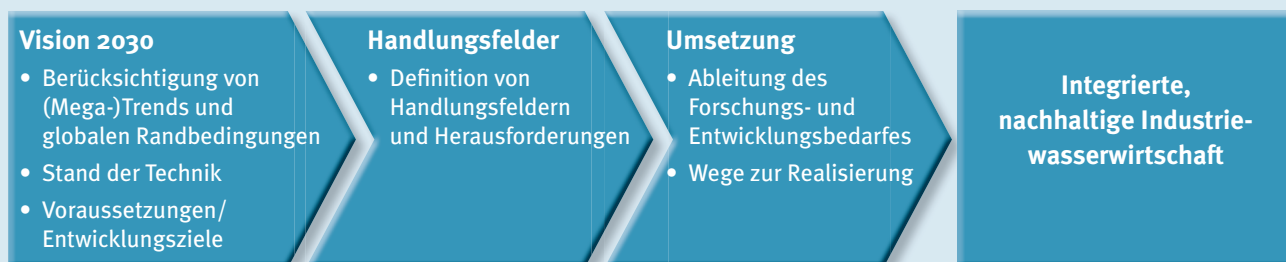 Vision 2030
• Berücksichtigung von
(Mega-)Trends und
globalen Randbedingungen
• Stand der Technik
• Voraussetzungen/
Entwicklungsziele
Handlungsfelder
• Definition von
Handlungsfeldern
und Herausforderungen
Umsetzung
• Ableitung des
Forschungs- und
Entwicklungsbedarfes
• Wege zur Realisierung
Integrierte,
nachhaltige Industrie-
wasserwirtschaft